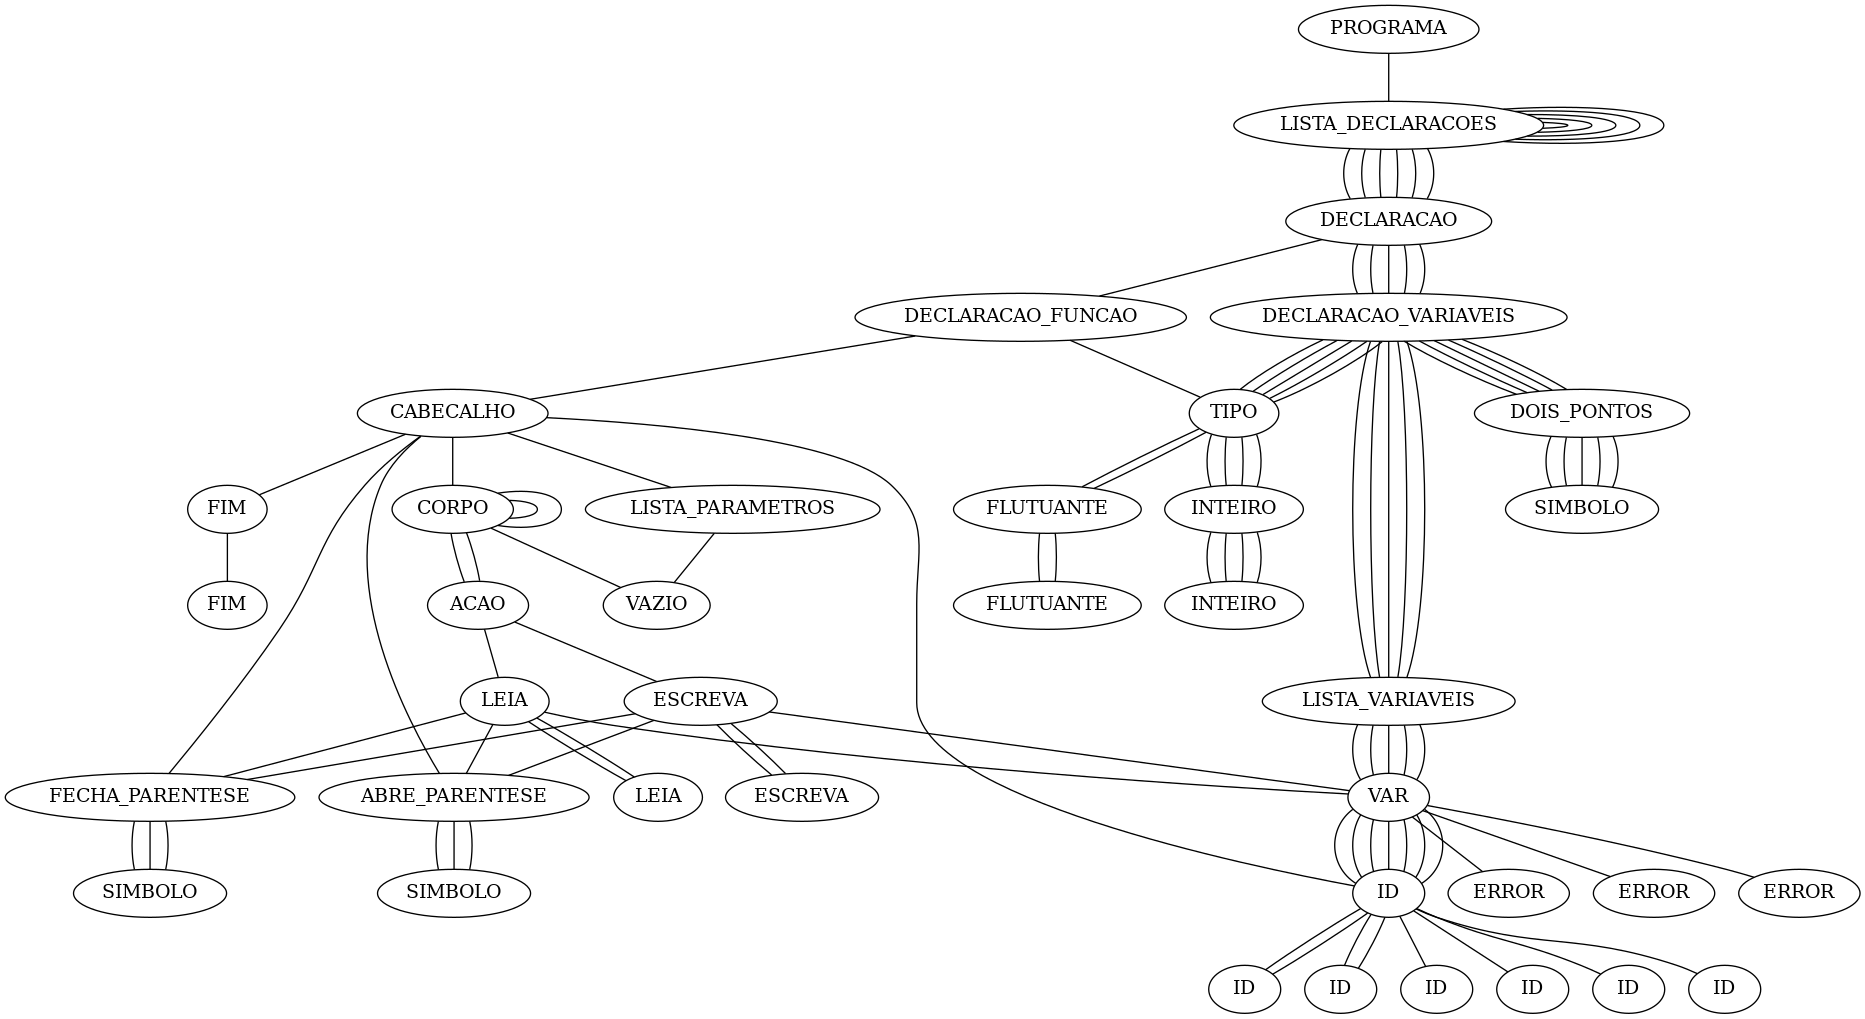 PROGRAMA
LISTA_DECLARACOES
DECLARACAO
DECLARACAO_FUNCAO
DECLARACAO_VARIAVEIS
CABECALHO
TIPO
DOIS_PONTOS
FIM
CORPO
LISTA_PARAMETROS
FLUTUANTE
INTEIRO
SIMBOLO
FIM
ACAO
VAZIO
FLUTUANTE
INTEIRO
LEIA
ESCREVA
LISTA_VARIAVEIS
FECHA_PARENTESE
ABRE_PARENTESE
LEIA
ESCREVA
VAR
SIMBOLO
SIMBOLO
ID
ERROR
ERROR
ERROR
ID
ID
ID
ID
ID
ID